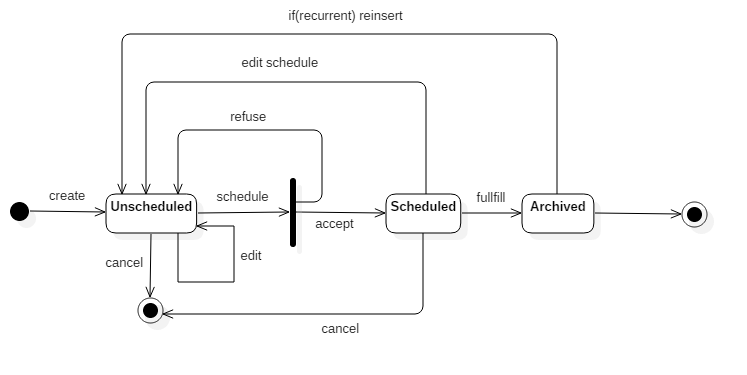 if(recurrent) reinsert
edit schedule
refuse
create
Unscheduled
schedule
accept
Scheduled
fullfill
Archived
cancel
edit
cancel